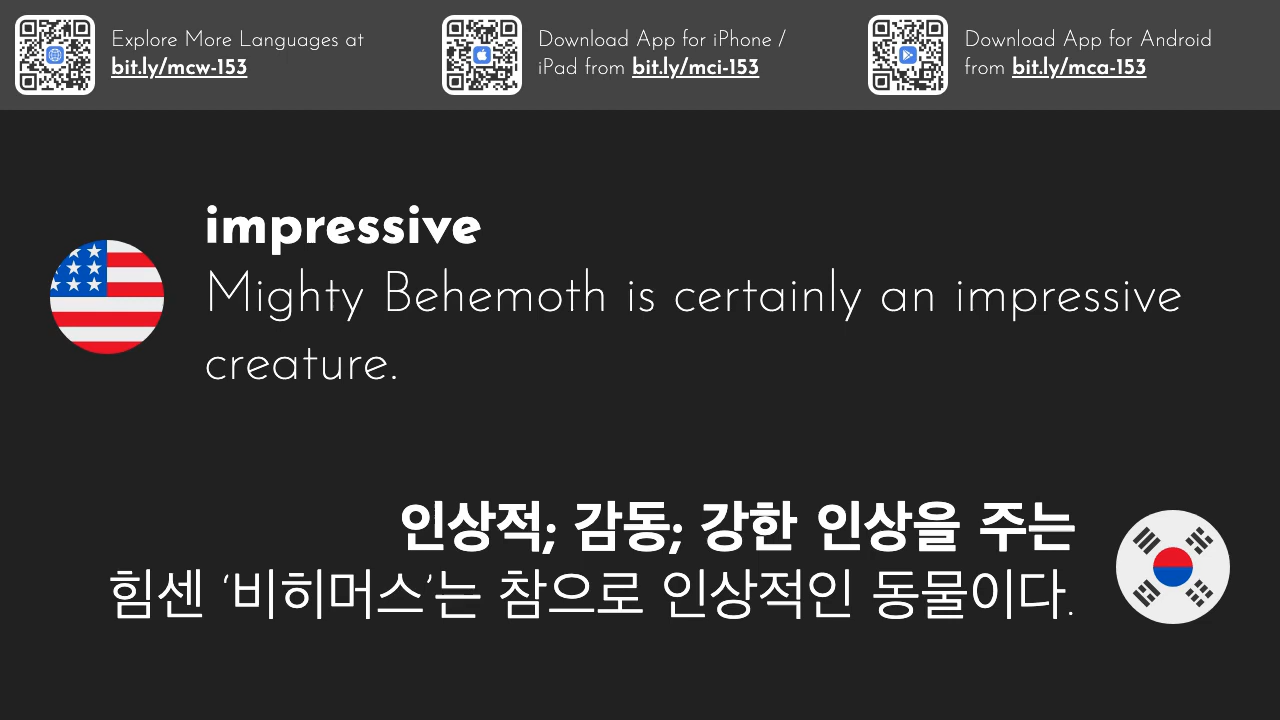 Explore More Languages at
bit.ly/mcw-153
Download App for iPhone /
iPad from bit.ly/mci-153
Download App for Android
from bit.ly/mca-153
impressive
Mighty Behemoth is certainly an impressive
creature.
인상적; 감동; 강한 인상을 주는
힘센 ‘비히머스’는 참으로 인상적인 동물이다.